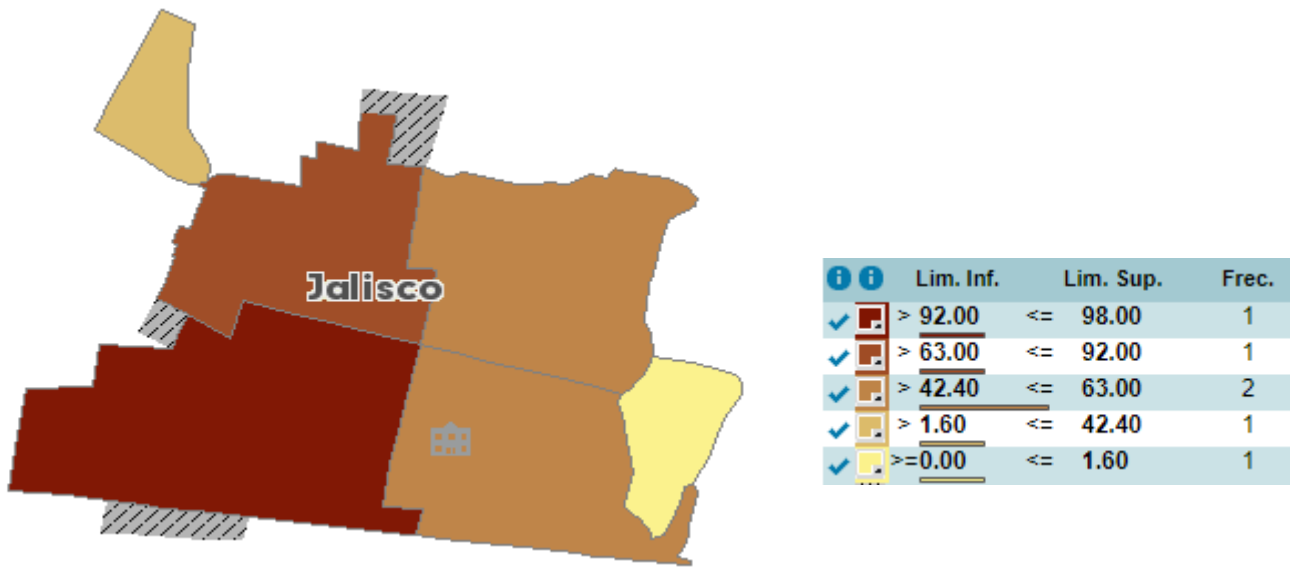 Jalisco
Lim. Inf. Lim. Sup. Frec.
> 92.00 <= 98.00 1
> 63.00 <= 92.00 1
> 42.40 <= 63.00 2
> 1.60 <= 42.40 1
>=0.00 <= 1.60 1